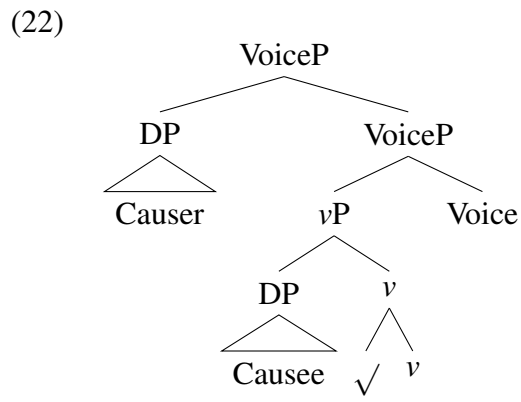 (22)
VoiceP
DP VoiceP
Causer vP Voice
DP v
Causee √ v